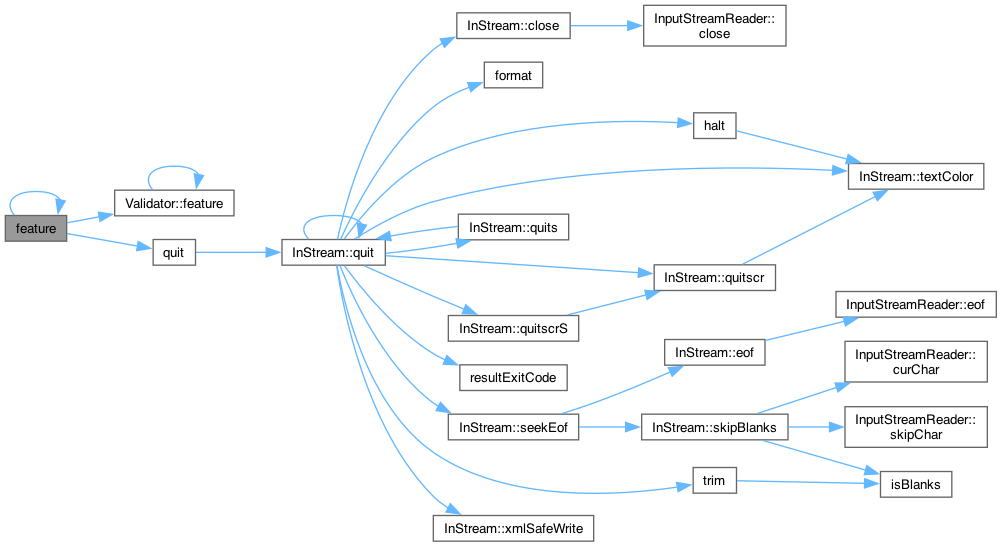 InStream::close
InputStreamReader::
close
format
halt
InStream::textColor
Validator::feature
feature
quit
InStream::quit
InStream::quits
InStream::quitscr
InStream::quitscrS
InputStreamReader::eof
InStream::eof
InputStreamReader::
curChar
resultExitCode
InStream::seekEof
InStream::skipBlanks
InputStreamReader::
skipChar
trim
isBlanks
InStream::xmlSafeWrite